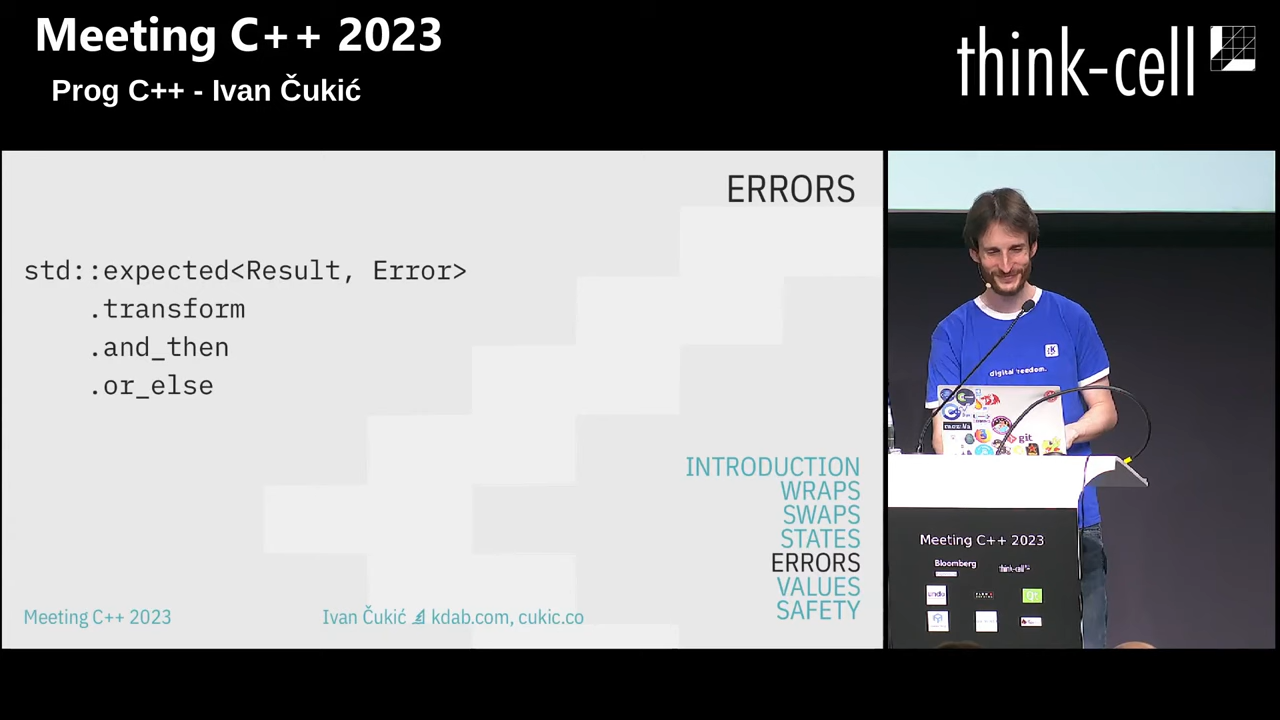 Meeting C++ 2023
Prog C++ - Ivan Čukić
think-cell
ERRORS
std::expected<Result, Error>
.transform
.and_then
.or_else
INTRODUCTION
WRAPS
SWAPS
STATES
ERRORS
VALUES
SAFETY
Meeting C++ 2023
Ivan Čukić
kdab.com, cukic.co
digital freedom.
git
Meeting C++ 2023
Bloomberg
think-cell
undo
Qt